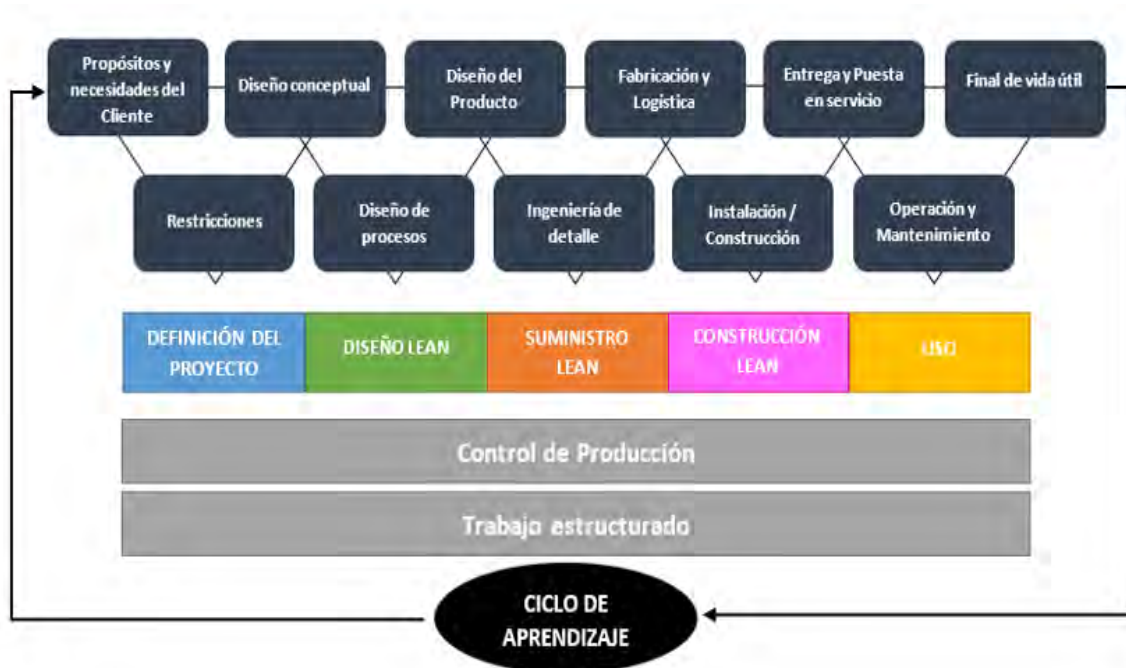 Propósitos y
necesidades del
Cliente
Diseño conceptual
Diseño del
Producto
Fabricación y
Logística
Entrega y Puesta
en servicio
Final de vida útil
Restricciones
Diseño de
procesos
Ingeniería de
detalle
Instalación /
Construcción
Operación y
Mantenimiento
DEFINICIÓN DEL
PROYECTO
DISEÑO LEAN
SUMINISTRO
LEAN
CONSTRUCCIÓN
LEAN
USO
Control de Producción
Trabajo estructurado
CICLO DE
APRENDIZAJE